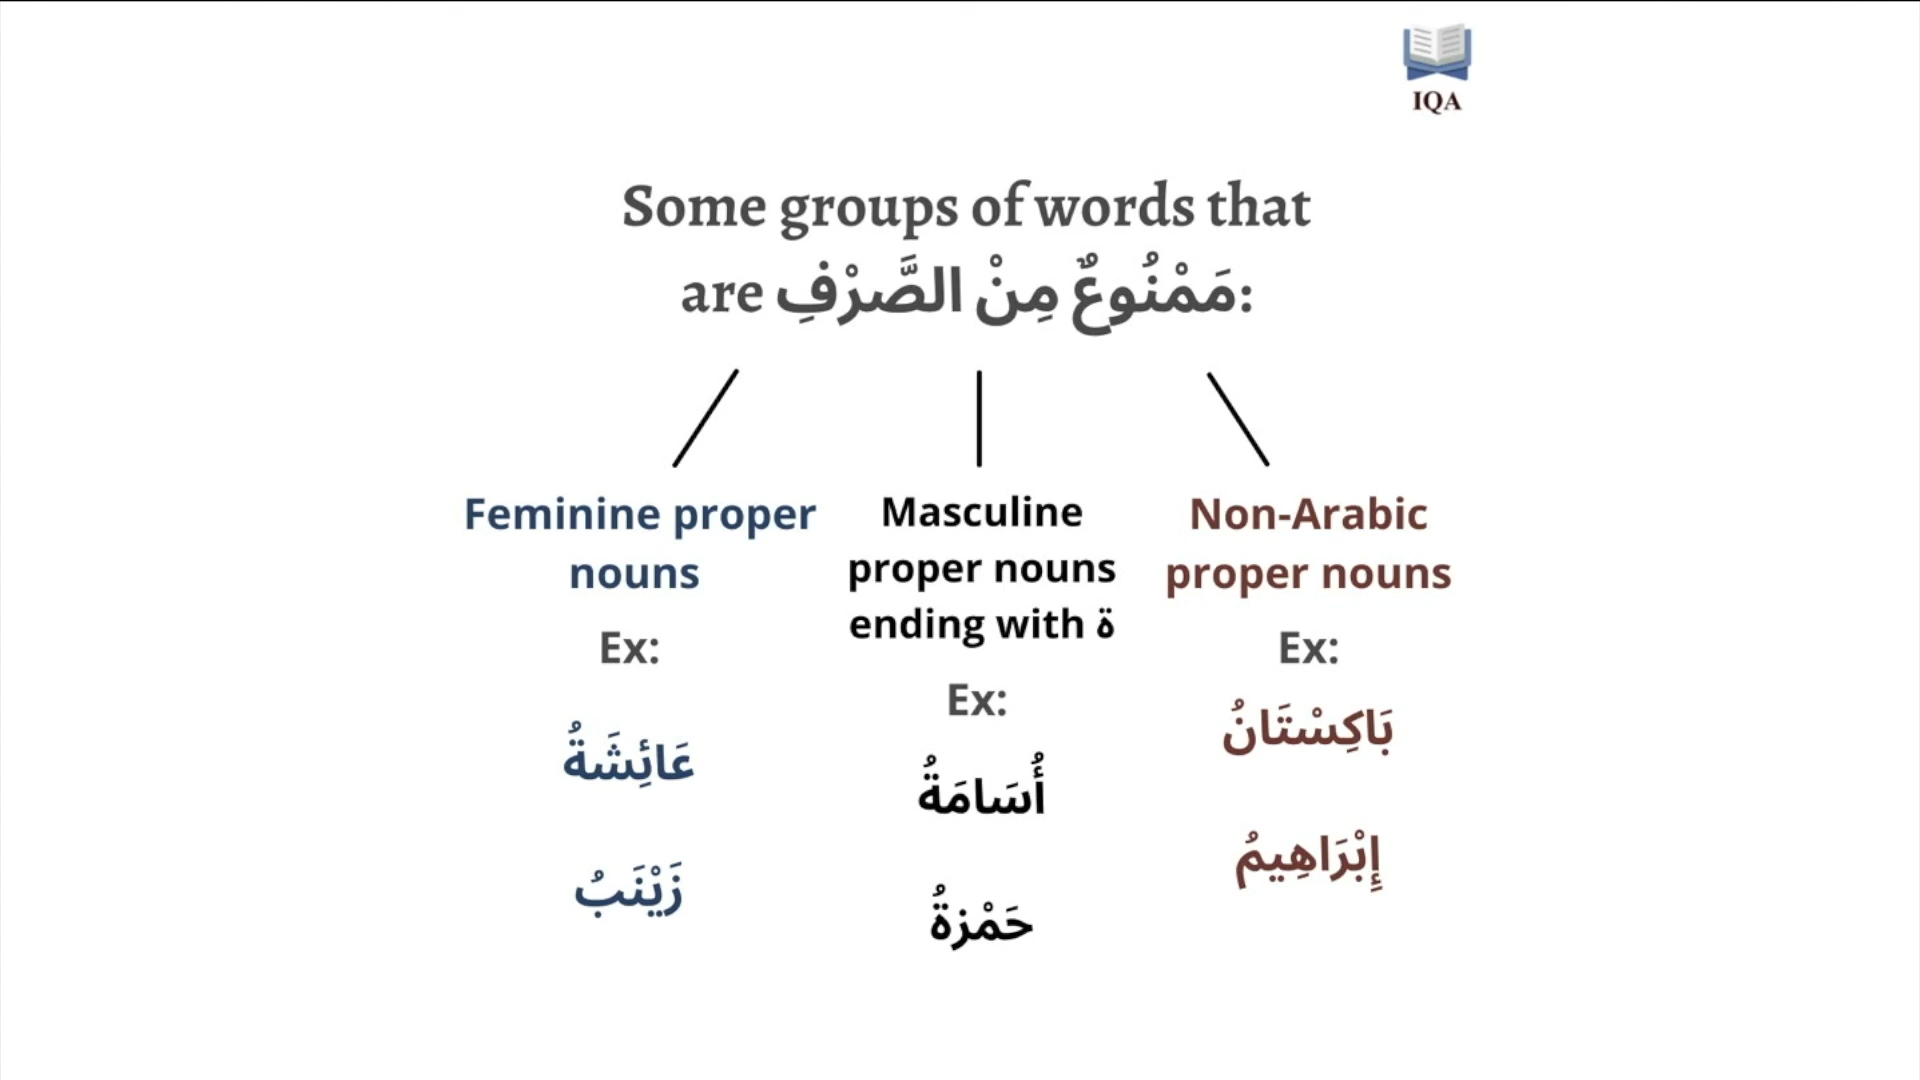 IQA
Some groups of words that
are مَمْنُوعٌ مِنْ الصَّرْفِ:
Feminine proper
nouns
Ex:
عَائِشَةُ
زَيْنَبُ
Masculine
proper nouns
ending with ة
Ex:
أُسَامَةُ
حَمْزةُ
Non-Arabic
proper nouns
Ex:
بَاكِسْتَانُ
إِبْرَاهِيمُ